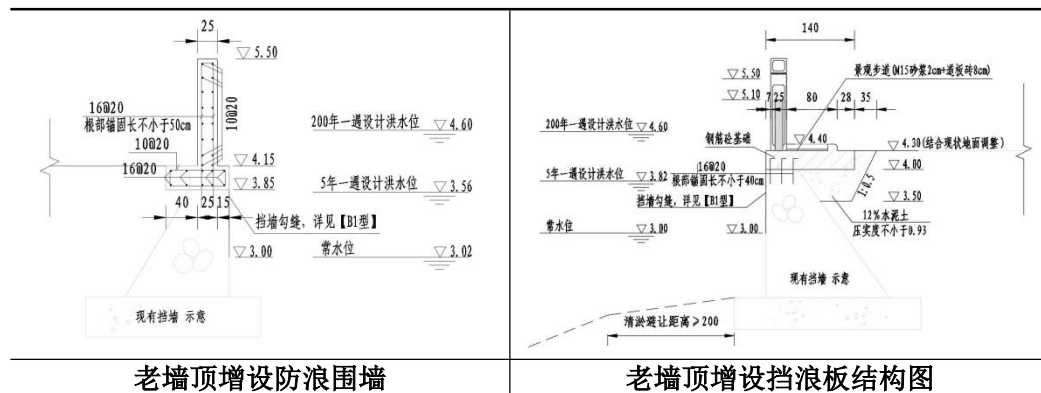 25
▽5.50
16@20
根部锚固长不小于50cm
10@20
10@20
16@20
200年一遇设计洪水位 ▽4.60
▽4.15
▽3.85
5年一遇设计洪水位 ▽3.56
40 25 15
挡墙勾缝，详见【B1型】
▽3.00
常水位 ▽3.02
现有挡墙 示意
老墙顶增设防浪围墙
140
景观步道(M15砂浆2cm+道板砖8cm)
▽5.50
▽5.10
7 25 80 28 35
200年一遇设计洪水位 ▽4.60
钢筋砼基础
▽4.40
▽4.30(结合现状地面调整)
▽4.00
16@20
5年一遇设计洪水位 ▽3.82
根部锚固长不小于40cm
1:0.5
▽3.50
挡墙勾缝，详见【B1型】
12%水泥土
压实度不小于0.93
常水位 ▽3.00
▽3.00
现有挡墙 示意
清淤避让距离≥200
老墙顶增设挡浪板结构图